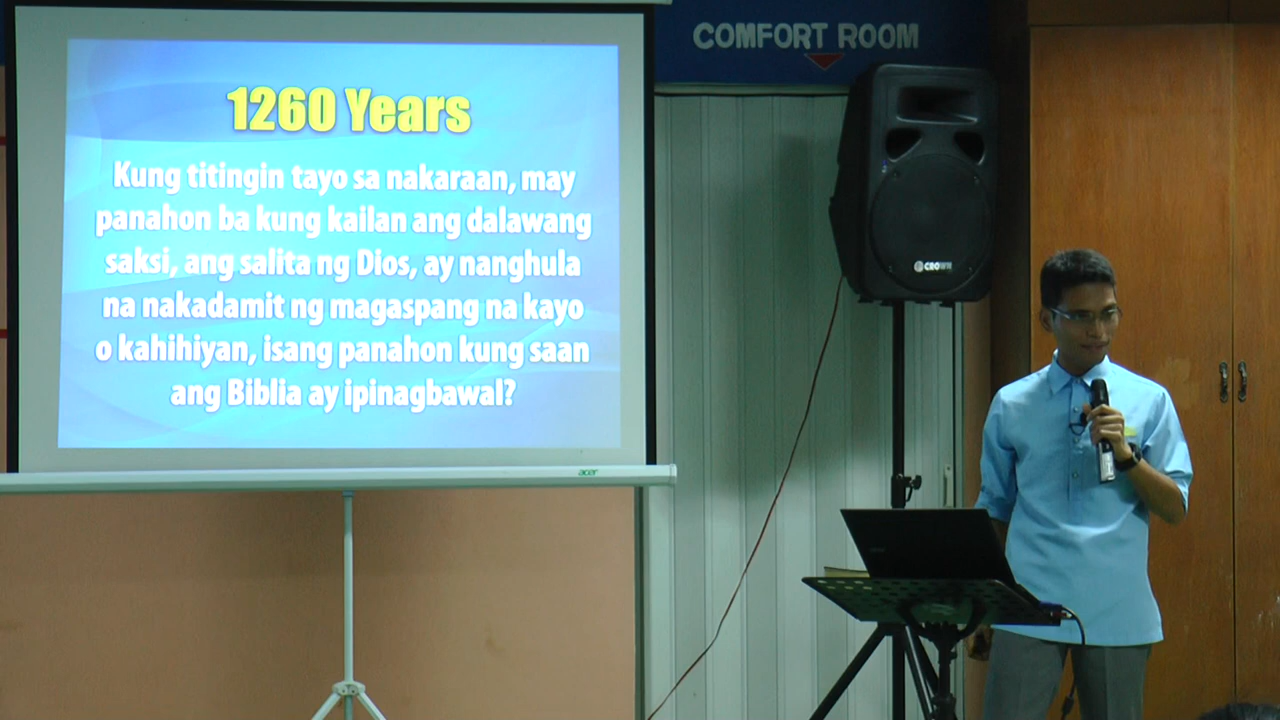 1260 Years
Kung titingin tayo sa nakaraan, may
panahon ba kung kailan ang dalawang
saksi, ang salita ng Dios, ay nanghula
na nakadamit ng magaspang na kayo
o kahihiyan, isang panahon kung saan
ang Biblia ay ipinagbawal?
acer
COMFORT ROOM
CROWN